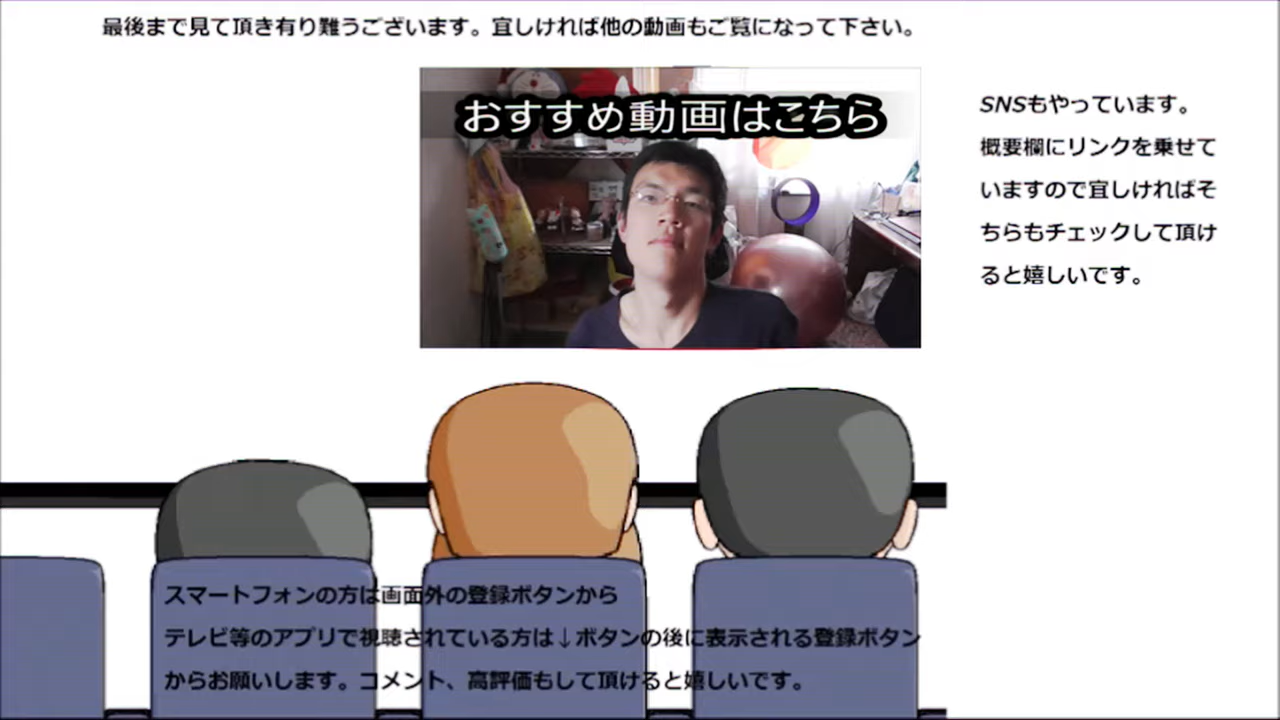 最後まで見て頂き有り難うございます。宜しければ他の動画もご覧になって下さい。
おすすめ動画はこちら
SNSもやっています。
概要欄にリンクを乗せて
いますので宜しければそ
ちらもチェックして頂け
ると嬉しいです。
スマートフォンの方は画面外の登録ボタンから
テレビ等のアプリで視聴されている方は↓ボタンの後に表示される登録ボタン
からお願いします。コメント、高評価もして頂けると嬉しいです。